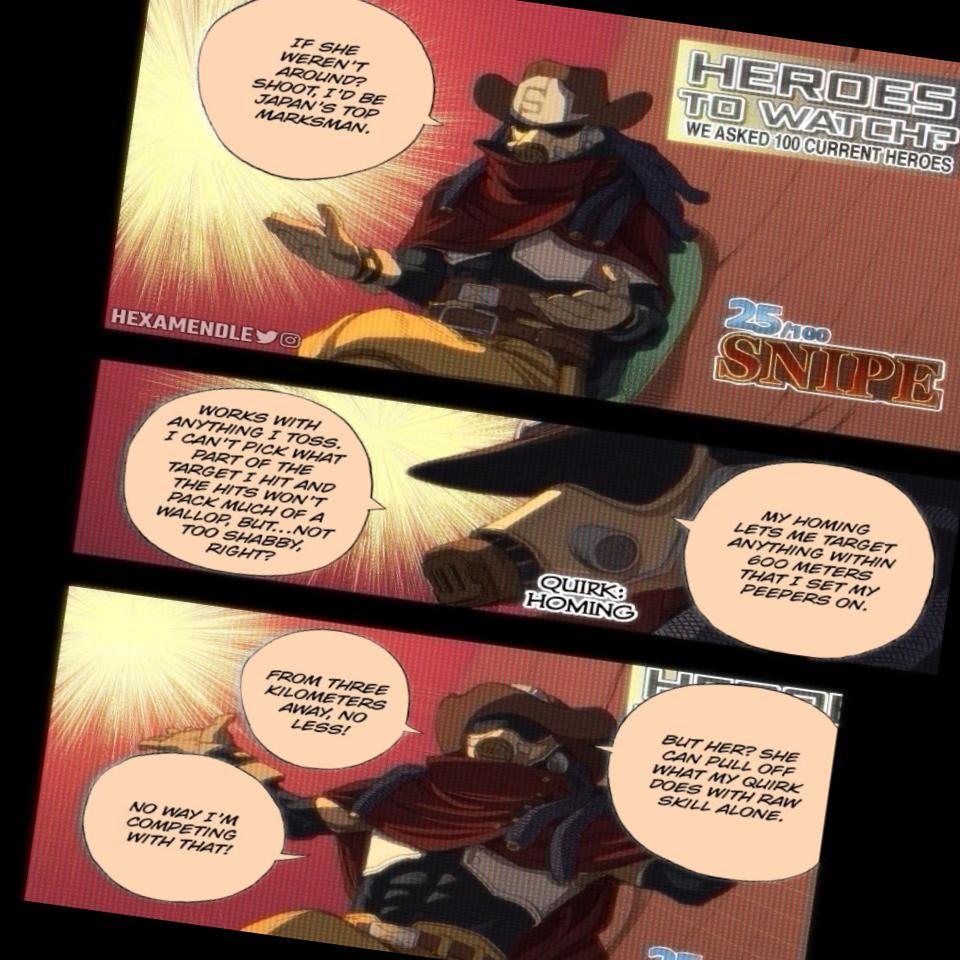 IF SHE
WEREN'T
AROUND?
SHOOT, I'D BE
JAPAN'S TOP
MARKSMAN.
HEROES
TO WATCH?
WE ASKED 100 CURRENT HEROES
25/100
SNIPE
HEXAMENDLE
MY HOMING
LETS ME TARGET
ANYTHING WITHIN
600 METERS
THAT I SET MY
PEEPERS ON.
WORKS WITH
ANYTHING I TOSS.
I CAN'T PICK WHAT
PART OF THE
TARGET I HIT AND
THE HITS WON'T
PACK MUCH OF A
WALLOP, BUT...NOT
TOO SHABBY,
RIGHT?
QUIRK:
HOMING
BUT HER? SHE
CAN PULL OFF
WHAT MY QUIRK
DOES WITH RAW
SKILL ALONE.
FROM THREE
KILOMETERS
AWAY, NO
LESS!
NO WAY I'M
COMPETING
WITH THAT!
25